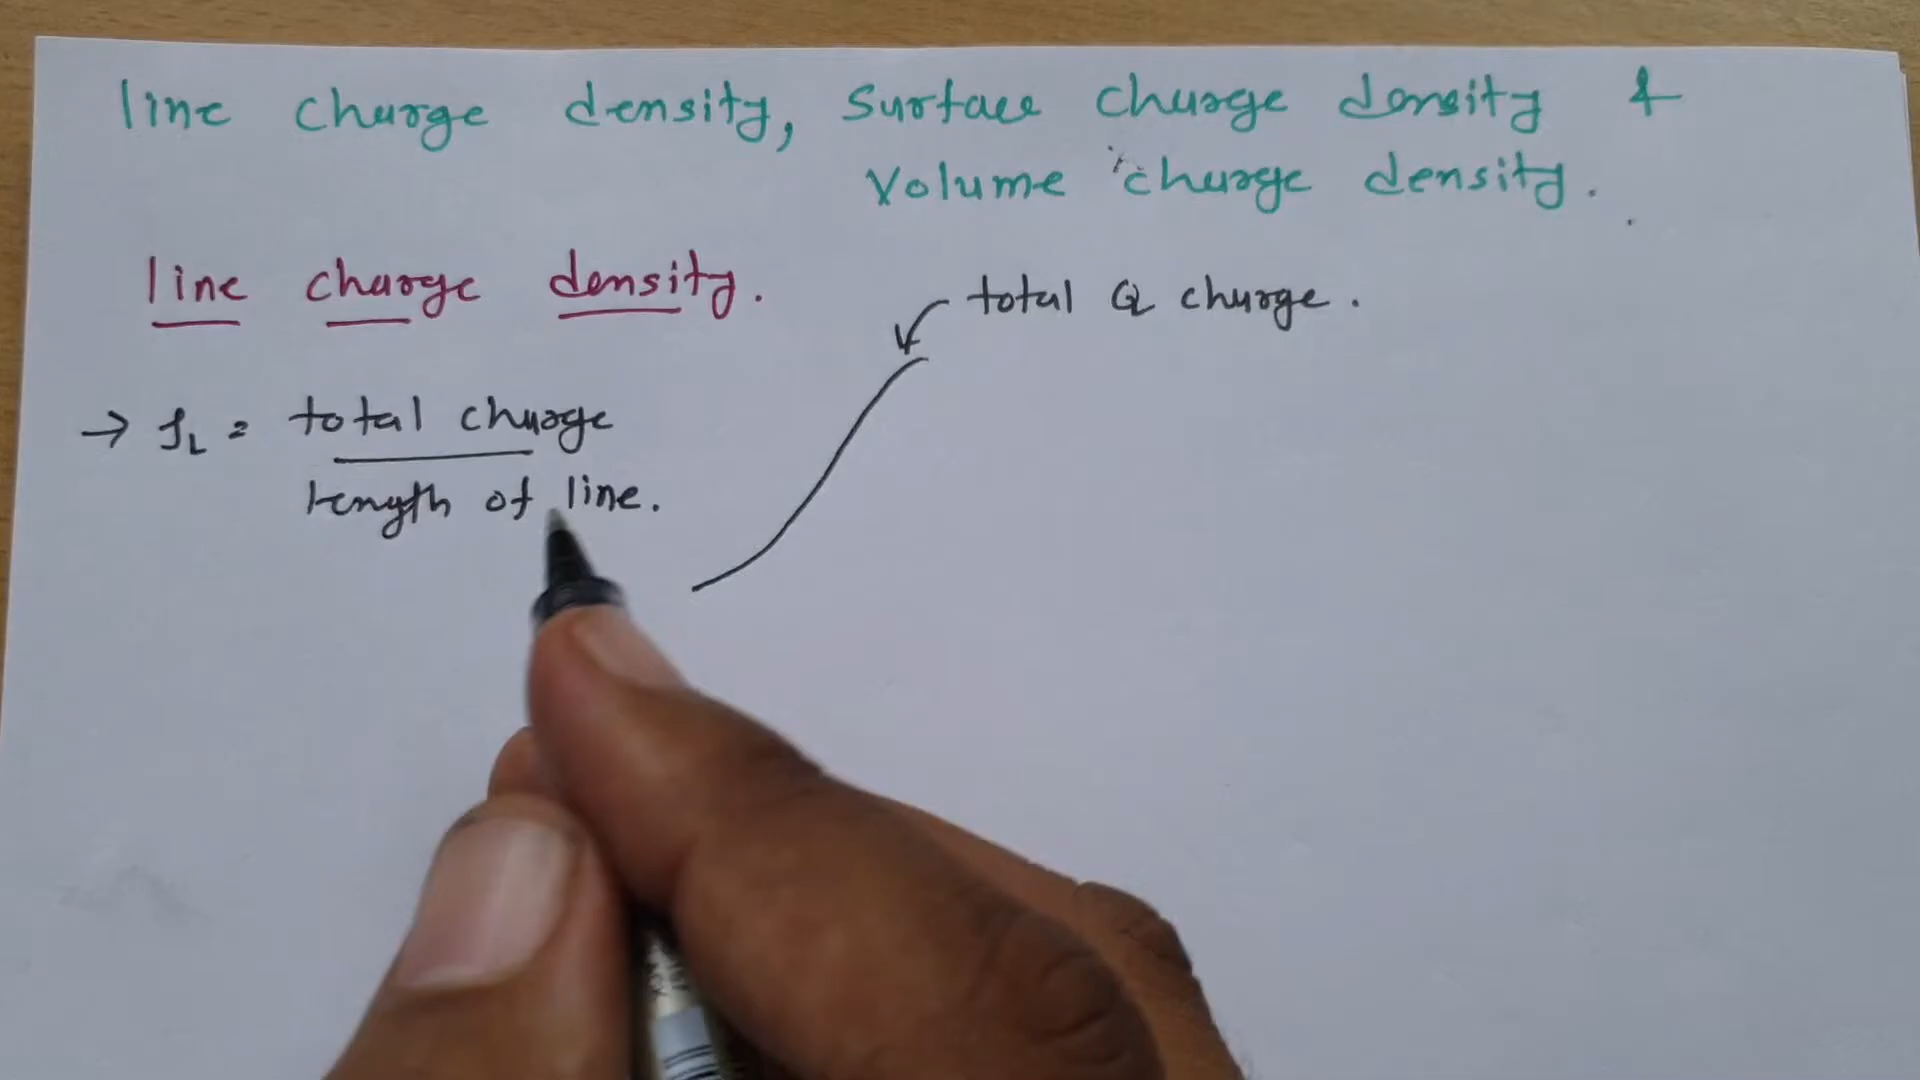 line charge density, surface charge density &
Volume charge density.
line charge density.
total Q charge.
→ ρL = total charge
length of line.